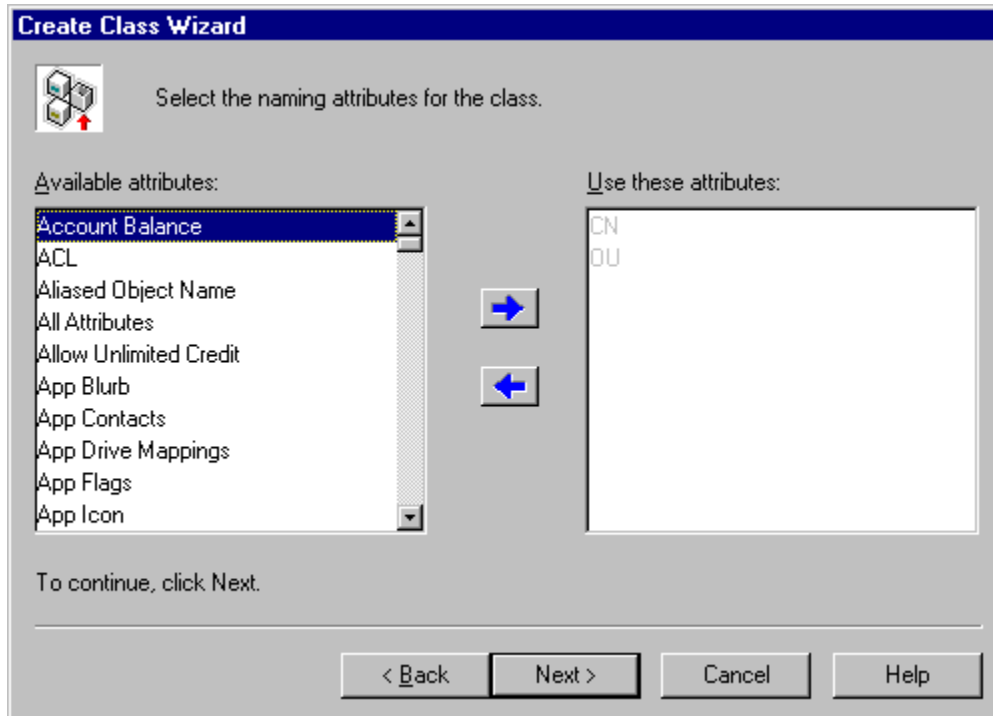 Create Class Wizard
Select the naming attributes for the class.
Available attributes:
Account Balance
ACL
Aliased Object Name
All Attributes
Allow Unlimited Credit
App Blurb
App Contacts
App Drive Mappings
App Flags
App Icon
Use these attributes:
CN
OU
To continue, click Next.
< Back
Next >
Cancel
Help